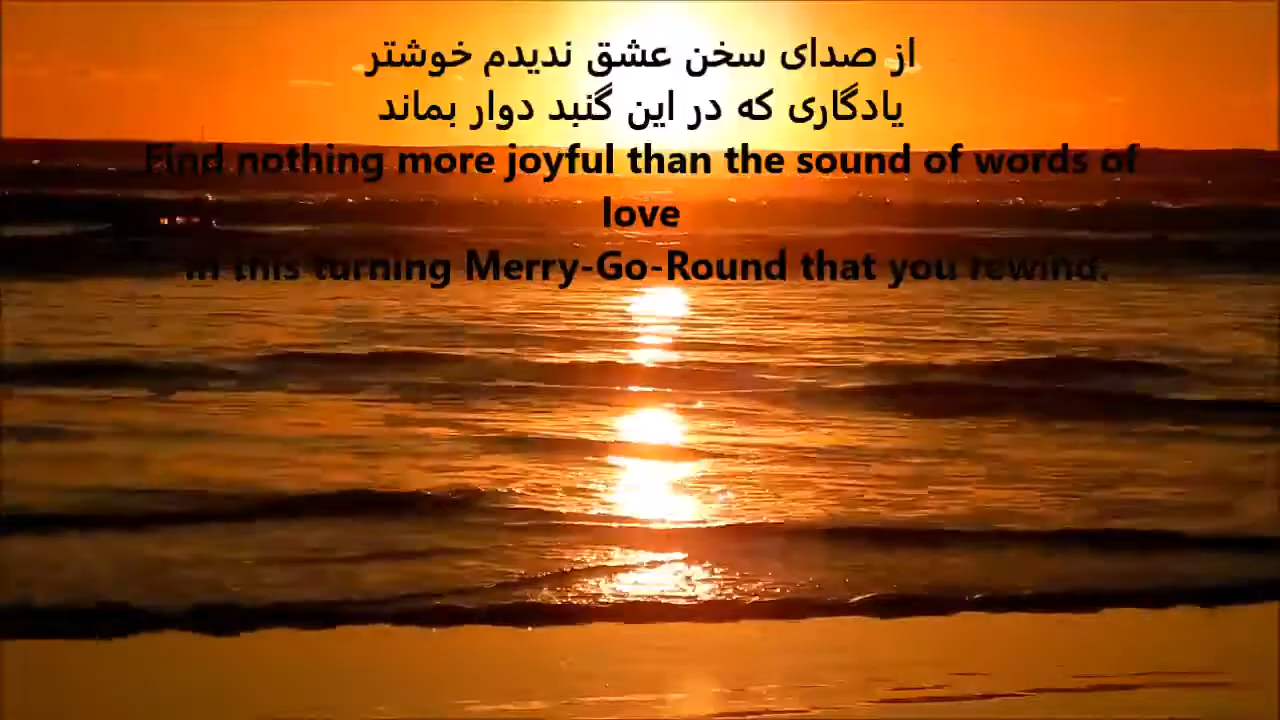 از صدای سخن عشق ندیدم خوشتر
یادگاری که در این گنبد دوار بماند
Find nothing more joyful than the sound of words of
love
in this turning Merry-Go-Round that you rewind.